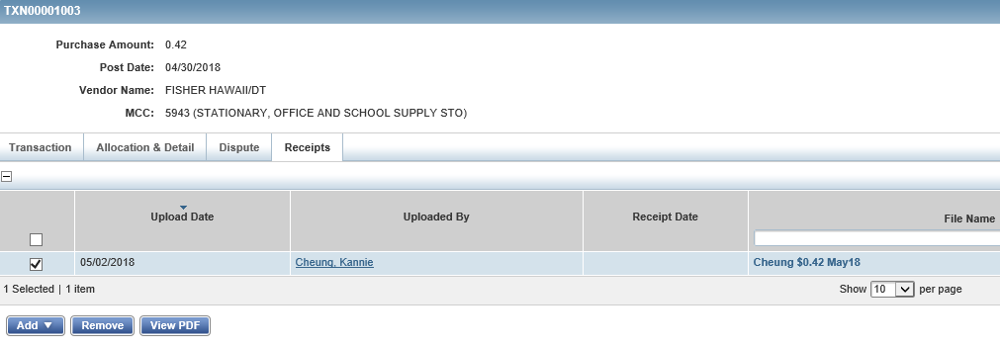 TXN00001003
Purchase Amount: 0.42
Post Date: 04/30/2018
Vendor Name: FISHER HAWAII/DT
MCC: 5943 (STATIONARY, OFFICE AND SCHOOL SUPPLY STO)
Transaction Allocation & Detail Dispute Receipts
Upload Date Uploaded By Receipt Date File Name
05/02/2018 Cheung, Kannie Cheung $0.42 May18
1 Selected | 1 item Show 10 per page
Add Remove View PDF